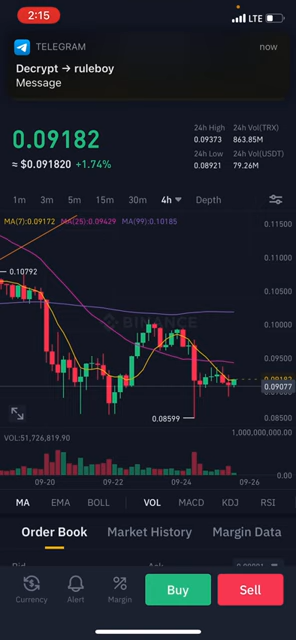 2:15
LTE
TELEGRAM
now
Decrypt → ruleboy
Message
0.09182
≈ $0.091820 +1.74%
24h High 24h Vol(TRX)
0.09373 863.85M
24h Low 24h Vol(USDT)
0.08921 79.26M
1m 3m 5m 15m 30m 4h Depth
MA(7):0.09172 MA(25):0.09429 MA(99):0.10185
0.11500
0.10792
0.10500
0.10000
BINANCE
0.09500
0.09182
0.09077
0.08599
0.08500
VOL:51,726,819.90
1,000,000,000.00
0.00
09-20 09-22 09-24 09-26
MA EMA BOLL VOL MACD KDJ RSI
Order Book Market History Margin Data
Bid Ask
Currency Alert Margin
Buy Sell